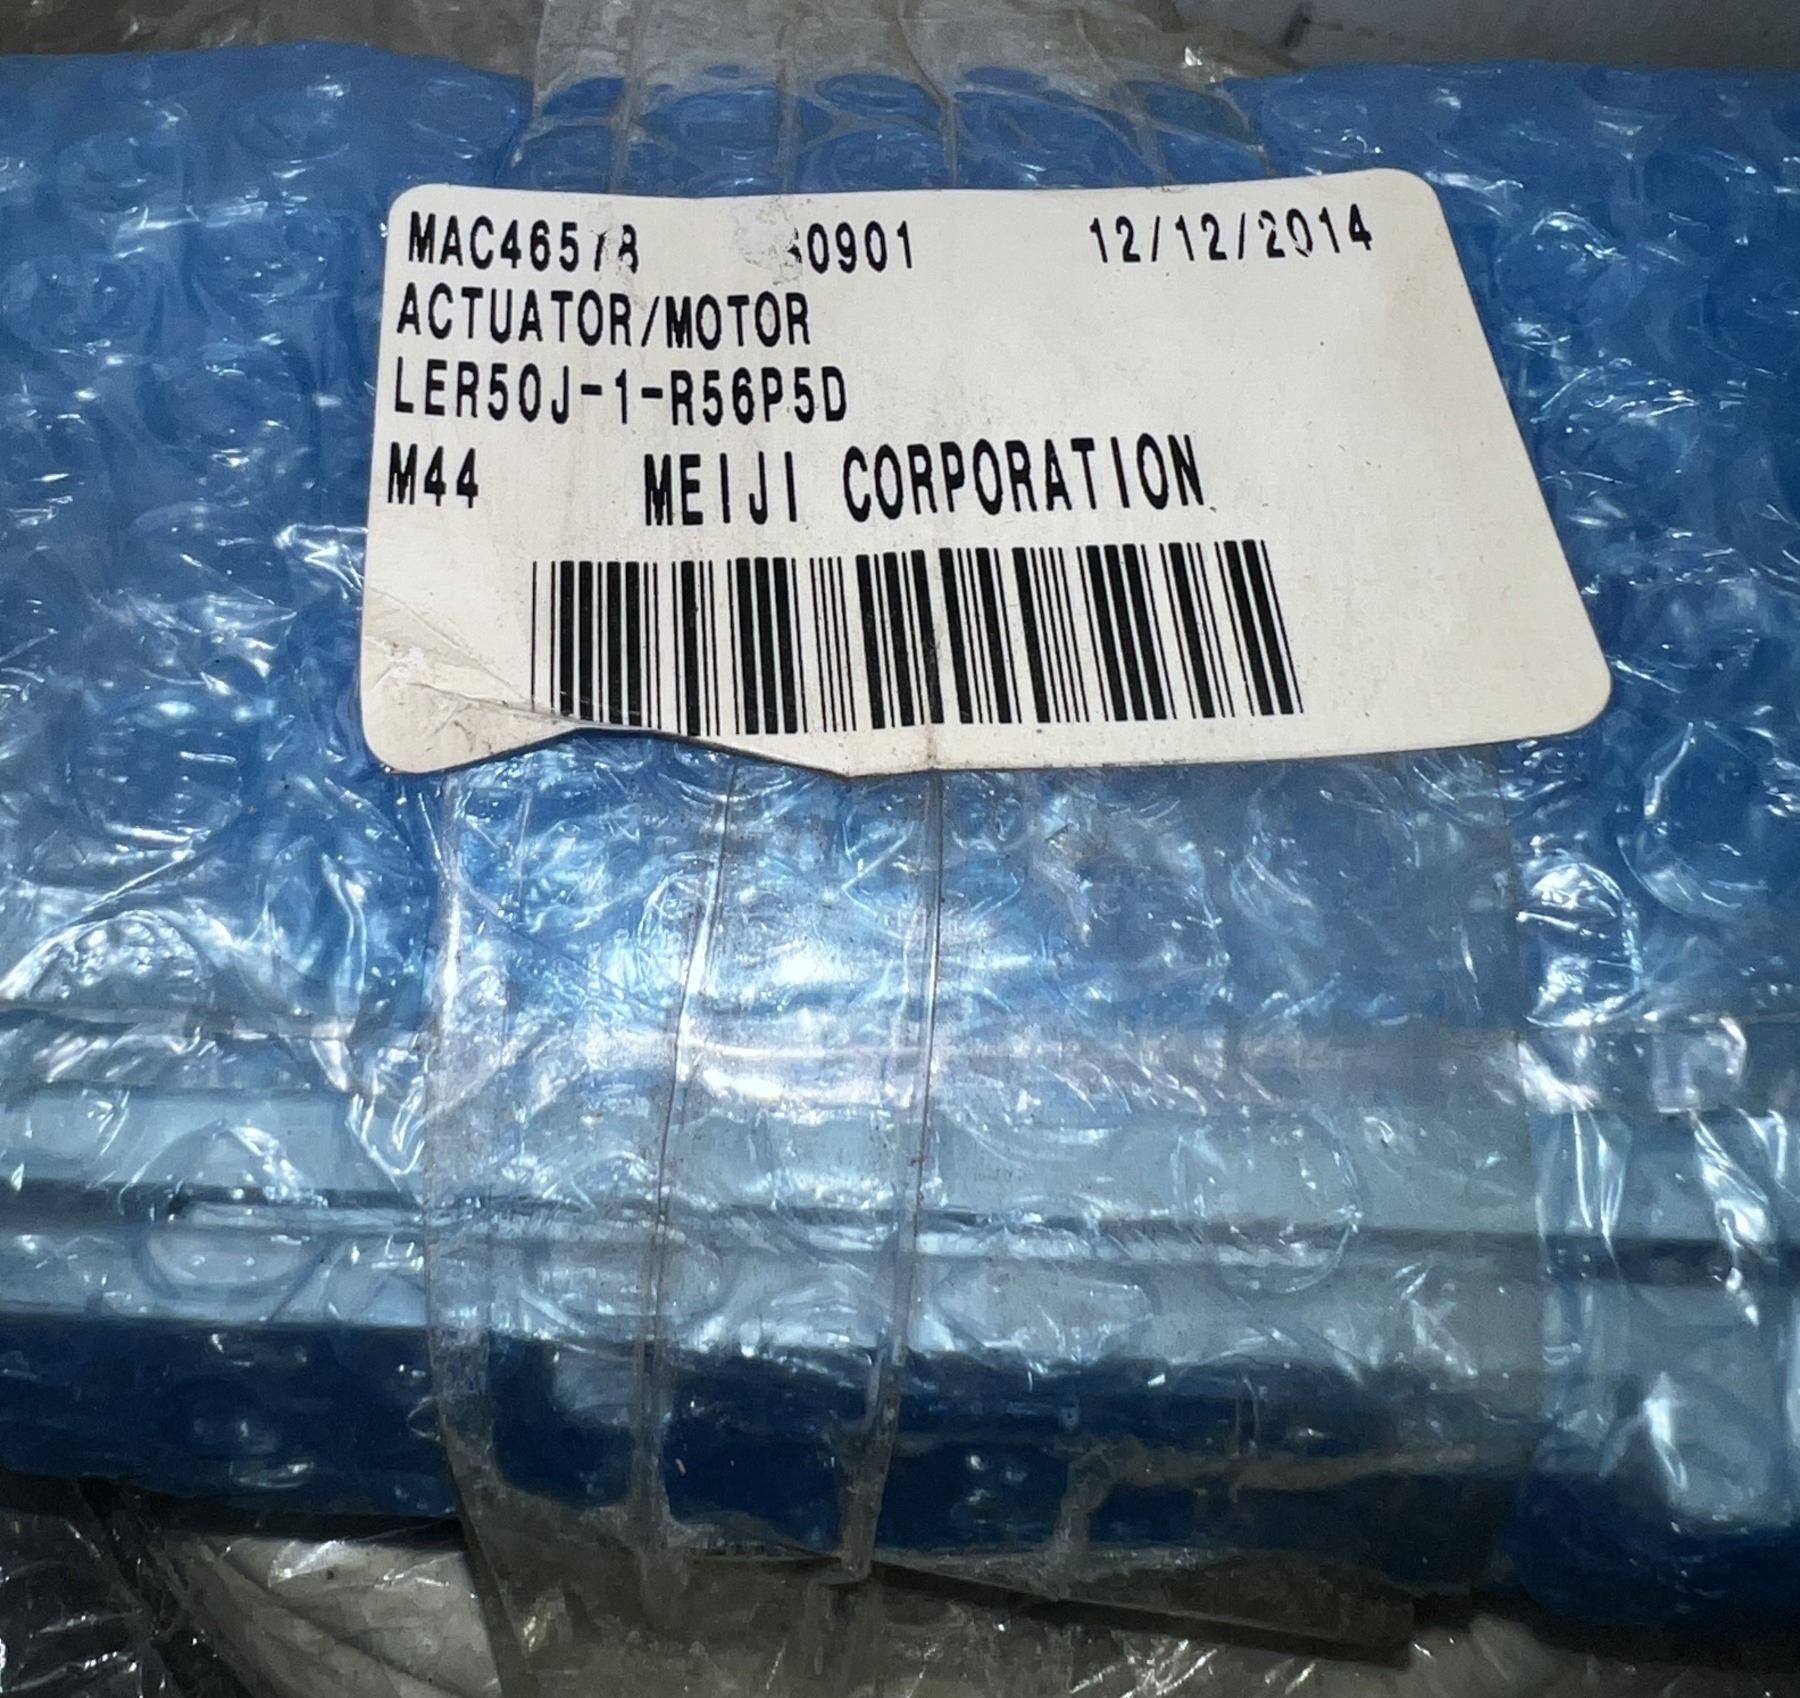 12/12/2014
ACTUATOR/MOTOR
LER50J-1-R56P5D
M44 MEIJI CORPORATION